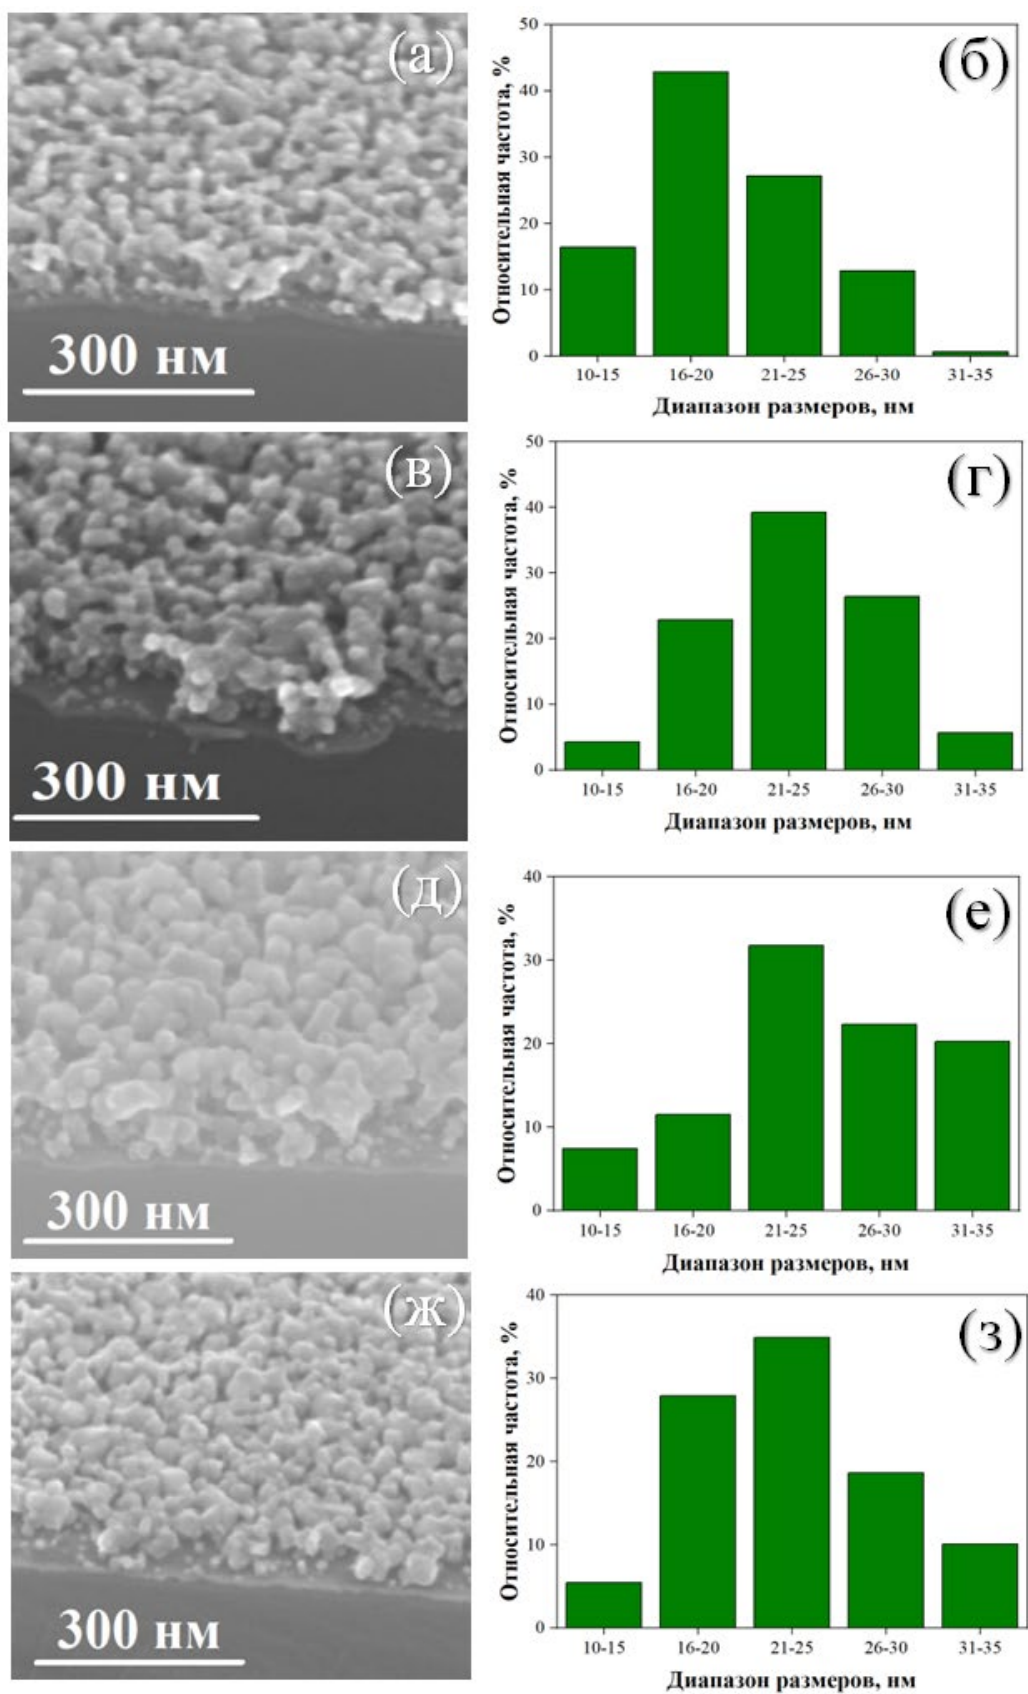 (а)
300 нм
(б)
Относительная частота, %
50
40
30
20
10
0
10-15 16-20 21-25 26-30 31-35
Диапазон размеров, нм
(в)
300 нм
(г)
Относительная частота, %
50
40
30
20
10
0
10-15 16-20 21-25 26-30 31-35
Диапазон размеров, нм
(д)
300 нм
(е)
Относительная частота, %
40
30
20
10
0
10-15 16-20 21-25 26-30 31-35
Диапазон размеров, нм
(ж)
300 нм
(з)
Относительная частота, %
40
30
20
10
0
10-15 16-20 21-25 26-30 31-35
Диапазон размеров, нм